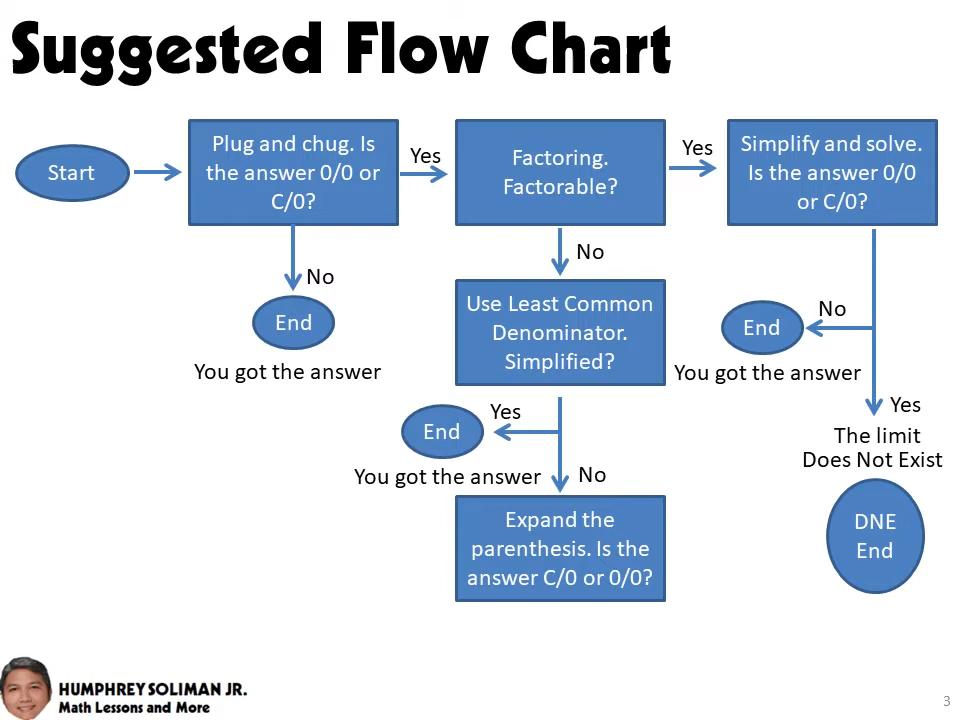 Suggested Flow Chart
Start
Plug and chug. Is
the answer 0/0 or
C/0?
Yes
Factoring.
Factorable?
Yes
Simplify and solve.
Is the answer 0/0
or C/0?
No
End
You got the answer
No
Use Least Common
Denominator.
Simplified?
No
End
You got the answer
Yes
The limit
Does Not Exist
DNE
End
Yes
End
You got the answer
No
Expand the
parenthesis. Is the
answer C/0 or 0/0?
HUMPHREY SOLIMAN JR.
Math Lessons and More
3